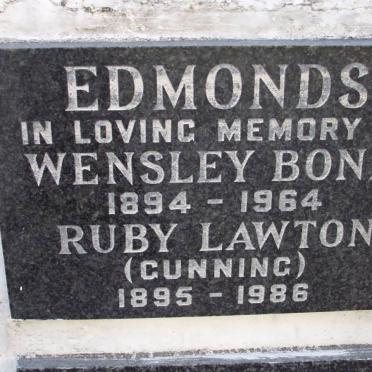 EDMONDS
IN LOVING MEMORY
WENSLEY
1894 - 1964
RUBY LAWTON
(CUNNING)
1895 - 1986